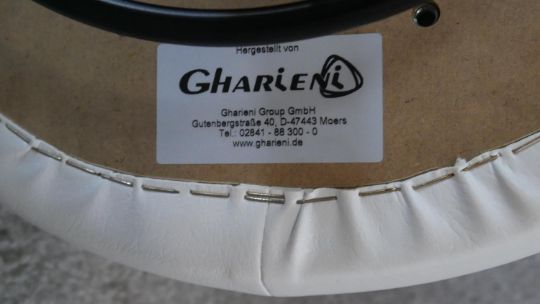 Hergestellt von
GHARIENI
Gharieni Group GmbH
Gutenbergstraße 40, D-47443 Moers
Tel.: 02841 - 88 300 - 0
www.gharieni.de